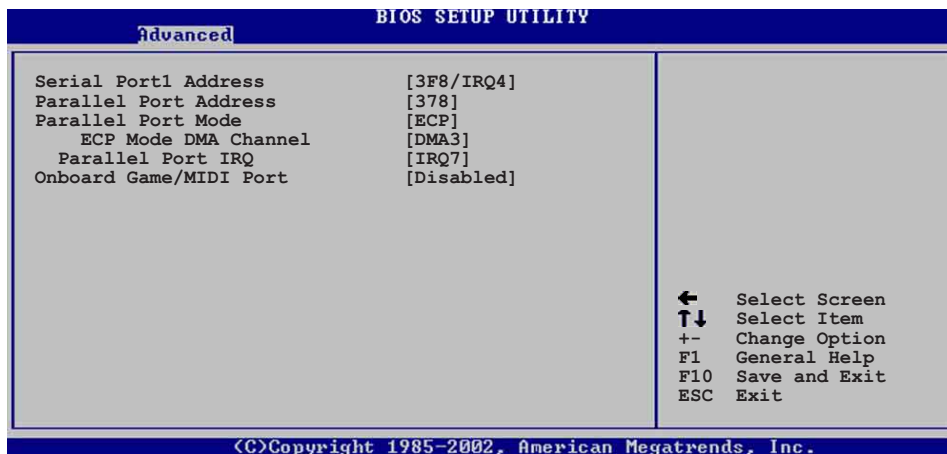 BIOS SETUP UTILITY
Advanced
Serial Port1 Address [3F8/IRQ4]
Parallel Port Address [378]
Parallel Port Mode [ECP]
ECP Mode DMA Channel [DMA3]
Parallel Port IRQ [IRQ7]
Onboard Game/MIDI Port [Disabled]
← Select Screen
↑↓ Select Item
+- Change Option
F1 General Help
F10 Save and Exit
ESC Exit
(C)Copyright 1985-2002, American Megatrends, Inc.